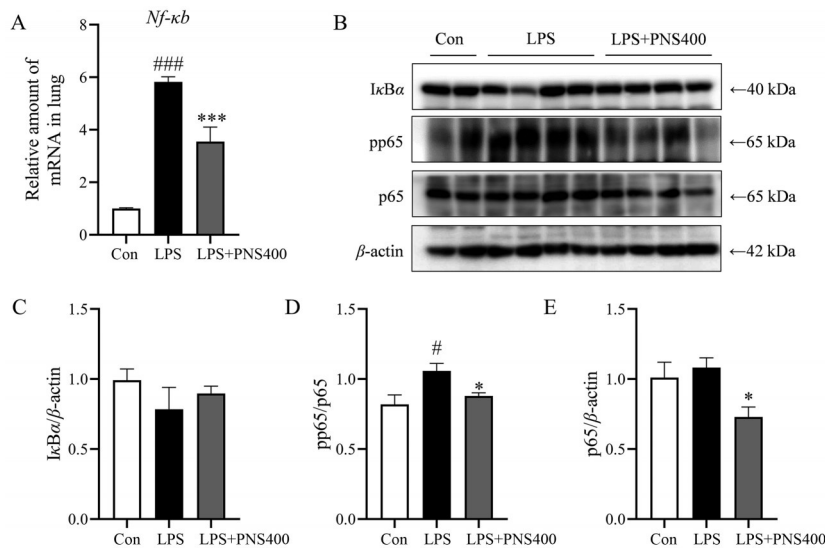 A
Nf-κb
Relative amount of
mRNA in lung
8
6
4
2
0
###
***
Con
LPS
LPS+PNS400
B
Con
LPS
LPS+PNS400
IκBα
←40 kDa
pp65
←65 kDa
p65
←65 kDa
β-actin
←42 kDa
C
IκBα/β-actin
1.5
1.0
0.5
0.0
Con
LPS
LPS+PNS400
D
pp65/p65
1.5
1.0
0.5
0.0
#
*
Con
LPS
LPS+PNS400
E
p65/β-actin
1.5
1.0
0.5
0.0
*
Con
LPS
LPS+PNS400